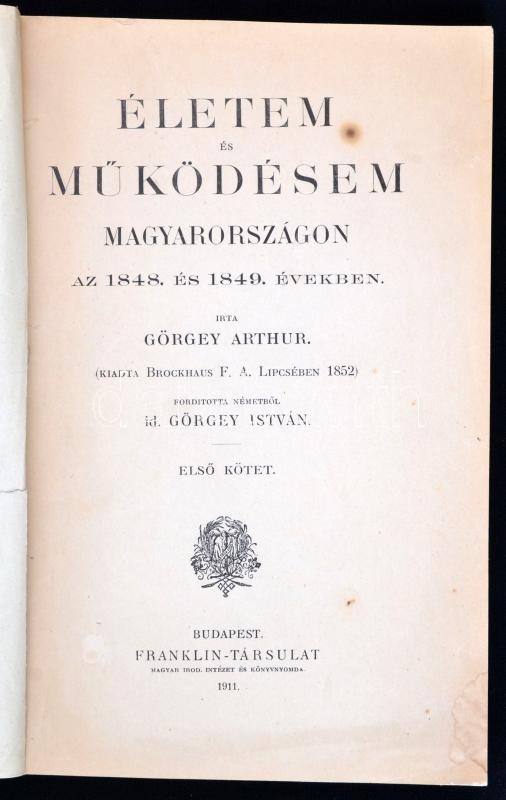 ÉLETEM
ÉS
MŰKÖDÉSEM
MAGYARORSZÁGON
AZ 1848. ÉS 1849. ÉVEKBEN.
IRTA
GÖRGEY ARTHUR.
(KIADTA BROCKHAUS F. A. LIPCSÉBEN 1852)
FORDITOTTA NÉMETBŐL
id. GÖRGEY ISTVÁN.
ELSŐ KÖTET.
BUDAPEST.
FRANKLIN-TÁRSULAT
MAGYAR IROD. INTÉZET ÉS KÖNYVNYOMDA.
1911.